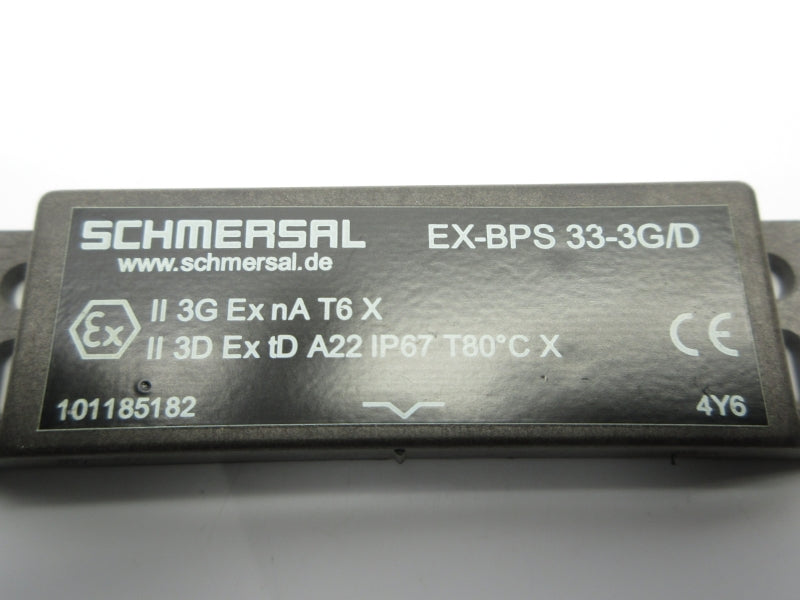 SCHMERSAL EX-BPS 33-3G/D
www.schmersal.de
Ex II 3G Ex nA T6 X
II 3D Ex tD A22 IP67 T80°C X
CE
101185182 4Y6